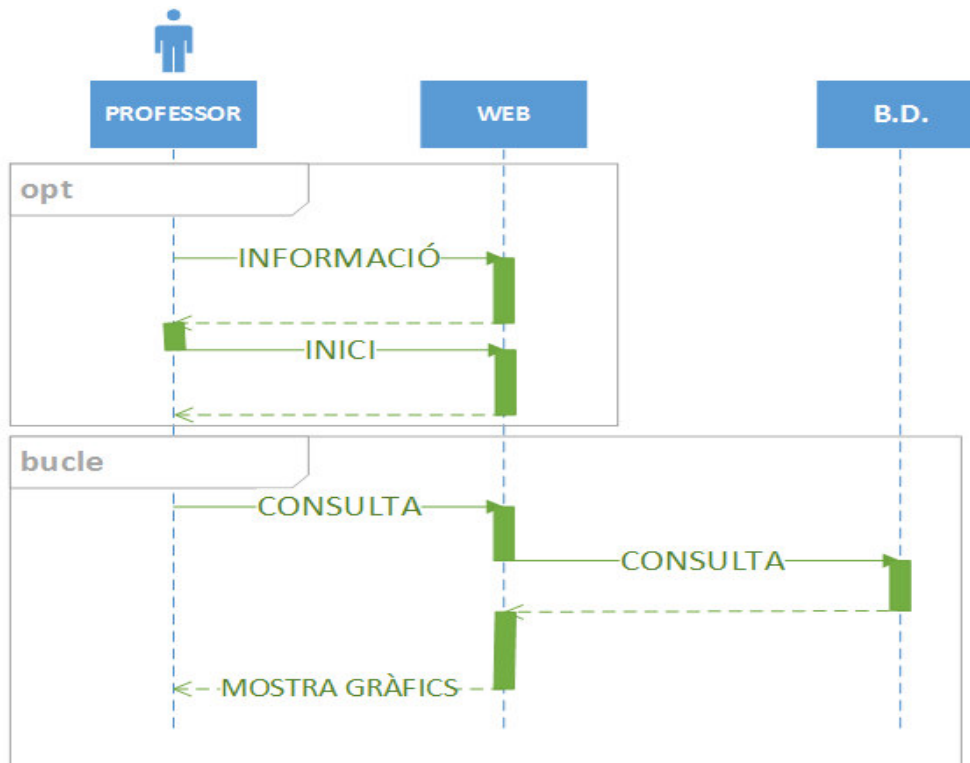 PROFESSOR
WEB
B.D.
opt
INFORMACIÓ
INICI
bucle
CONSULTA
CONSULTA
MOSTRA GRÀFICS